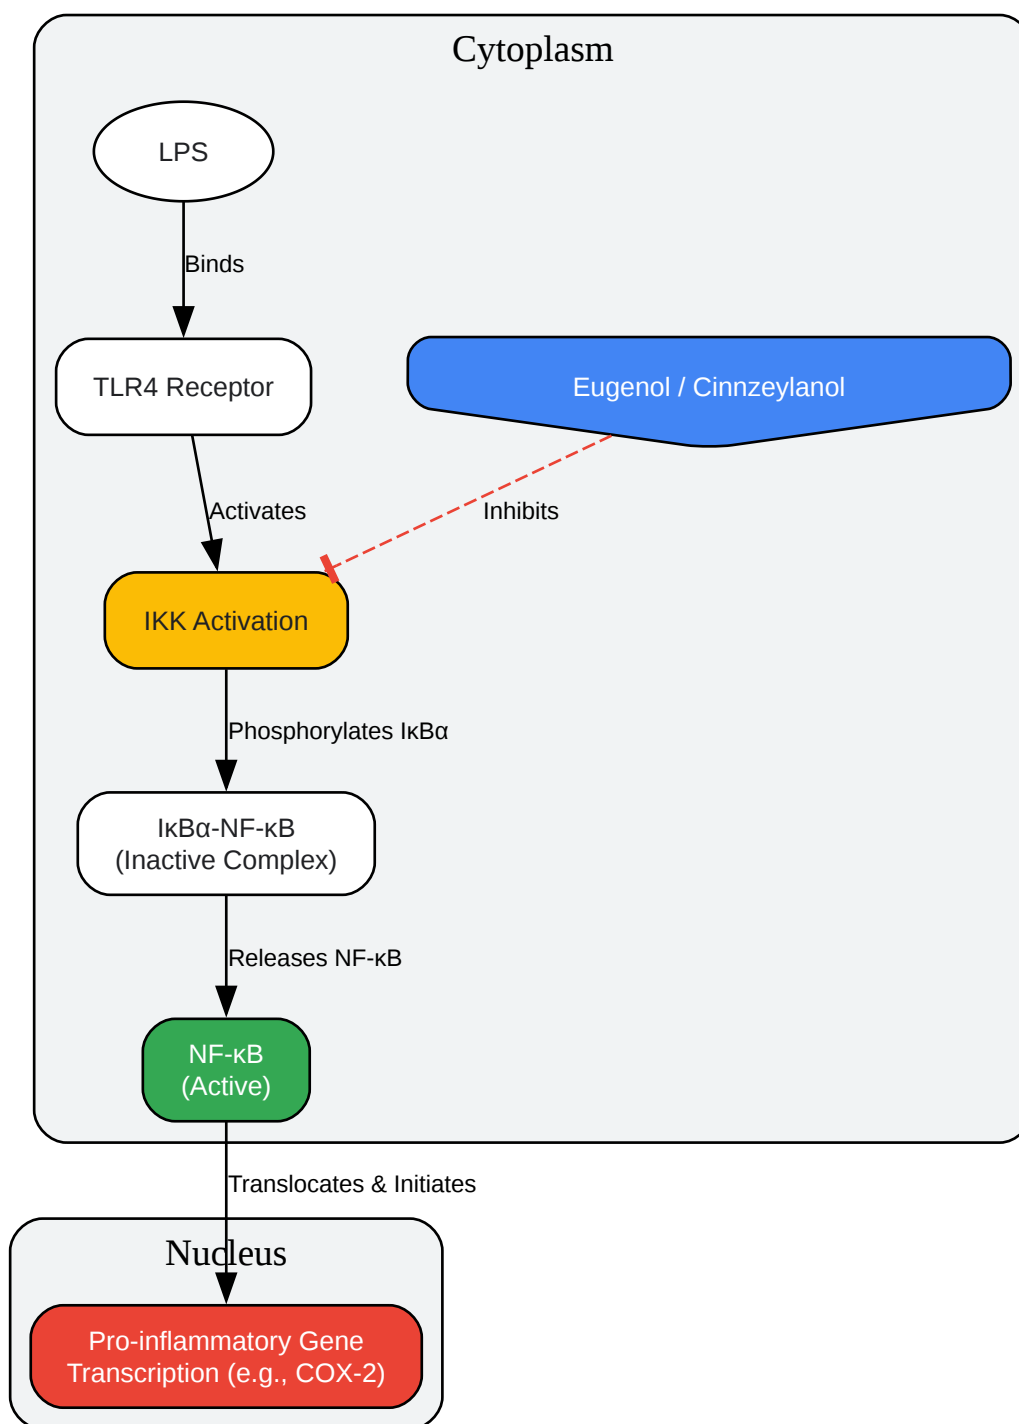 Cytoplasm
LPS
Binds
TLR4 Receptor
Eugenol / Cinnzeylanol
Activates
Inhibits
IKK Activation
Phosphorylates IκBα
IκBα-NF-κB
(Inactive Complex)
Releases NF-κB
NF-κB
(Active)
Translocates & Initiates
Nucleus
Pro-inflammatory Gene
Transcription (e.g., COX-2)